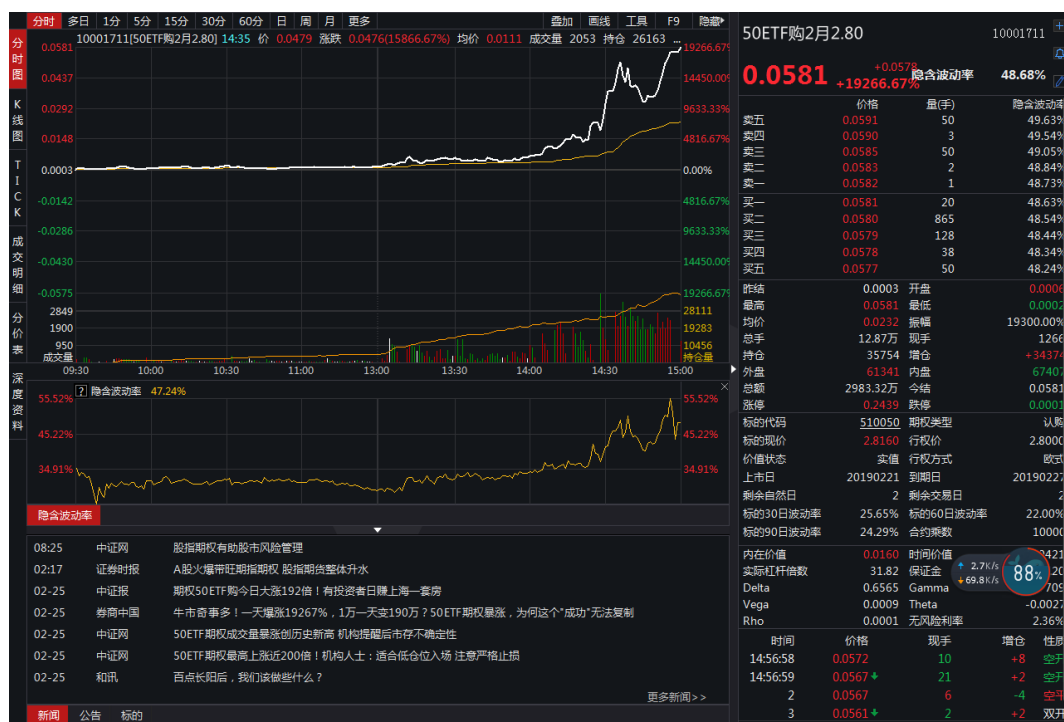 分时 多日 1分 5分 15分 30分 60分 日 周 月 更多 叠加 画线 工具 F9 隐藏
10001711[50ETF购2月2.80] 14:35 价 0.0479 涨跌 0.0476(15866.67%) 均价 0.0111 成交量 2053 持仓 26163 ...
分时图
K线图
TICK
成交明细
分价表
深度资料
0.0581 19266.67%
0.0437 14450.00%
0.0292 9633.33%
0.0148 4816.67%
0.0003 0.00%
-0.0142 4816.67%
-0.0286 9633.33%
-0.0430 14450.00%
-0.0575 19266.67%
2849 28111
1900 19283
950 10456
成交量 持仓量
09:30 10:00 10:30 11:00 13:00 13:30 14:00 14:30 15:00
? 隐含波动率 47.24%
55.52% 55.52%
45.22% 45.22%
34.91% 34.91%
隐含波动率
08:25 中证网 股指期权有助股市风险管理
02:17 证券时报 A股火爆带旺期指期权 股指期货整体升水
02-25 中证报 期权50ETF购今日大涨192倍！有投资者日赚上海一套房
02-25 券商中国 牛市奇事多！一天爆涨19267%，1万一天变190万？50ETF期权暴涨，为何这个"成功"无法复制
02-25 中证网 50ETF期权成交量暴涨创历史新高 机构提醒后市存不确定性
02-25 中证网 50ETF期权最高上涨近200倍！机构人士：适合低仓位入场 注意严格止损
02-25 和讯 百点长阳后，我们该做些什么？
更多新闻>>
新闻 公告 标的
50ETF购2月2.80 10001711
0.0581 +0.0578 +19266.67% 隐含波动率 48.68%
价格 量(手) 隐含波动率
卖五 0.0591 50 49.63%
卖四 0.0590 3 49.54%
卖三 0.0585 50 49.05%
卖二 0.0583 2 48.84%
卖一 0.0582 1 48.73%
买一 0.0581 20 48.63%
买二 0.0580 865 48.54%
买三 0.0579 128 48.44%
买四 0.0578 38 48.34%
买五 0.0577 50 48.24%
昨结 0.0003 开盘 0.0006
最高 0.0581 最低 0.0002
均价 0.0232 振幅 19300.00%
总手 12.87万 现手 1266
持仓 35754 增仓 +34374
外盘 61341 内盘 67407
总额 2983.32万 今结 0.0581
涨停 0.2439 跌停 0.0001
标的代码 510050 期权类型 认购
标的现价 2.8160 行权价 2.8000
价值状态 实值 行权方式 欧式
上市日 20190221 到期日 20190227
剩余自然日 2 剩余交易日 2
标的30日波动率 25.65% 标的60日波动率 22.00%
标的90日波动率 24.29% 合约乘数 10000
内在价值 0.0160 时间价值 0421
实际杠杆倍数 31.82 保证金 20
2.7K/s
69.8K/s
88%
Delta 0.6565 Gamma 709
Vega 0.0009 Theta -0.0027
Rho 0.0001 无风险利率 2.36%
时间 价格 现手 增仓 性质
14:56:58 0.0572 10 +8 空开
14:56:59 0.0567 21 +2 空开
2 0.0567 6 -4 空平
3 0.0561 2 +2 双开